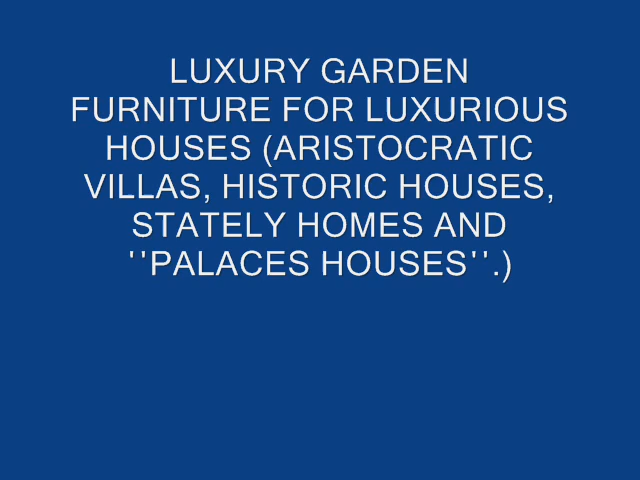 LUXURY GARDEN
FURNITURE FOR LUXURIOUS
HOUSES (ARISTOCRATIC
VILLAS, HISTORIC HOUSES,
STATELY HOMES AND
''PALACES HOUSES''.)